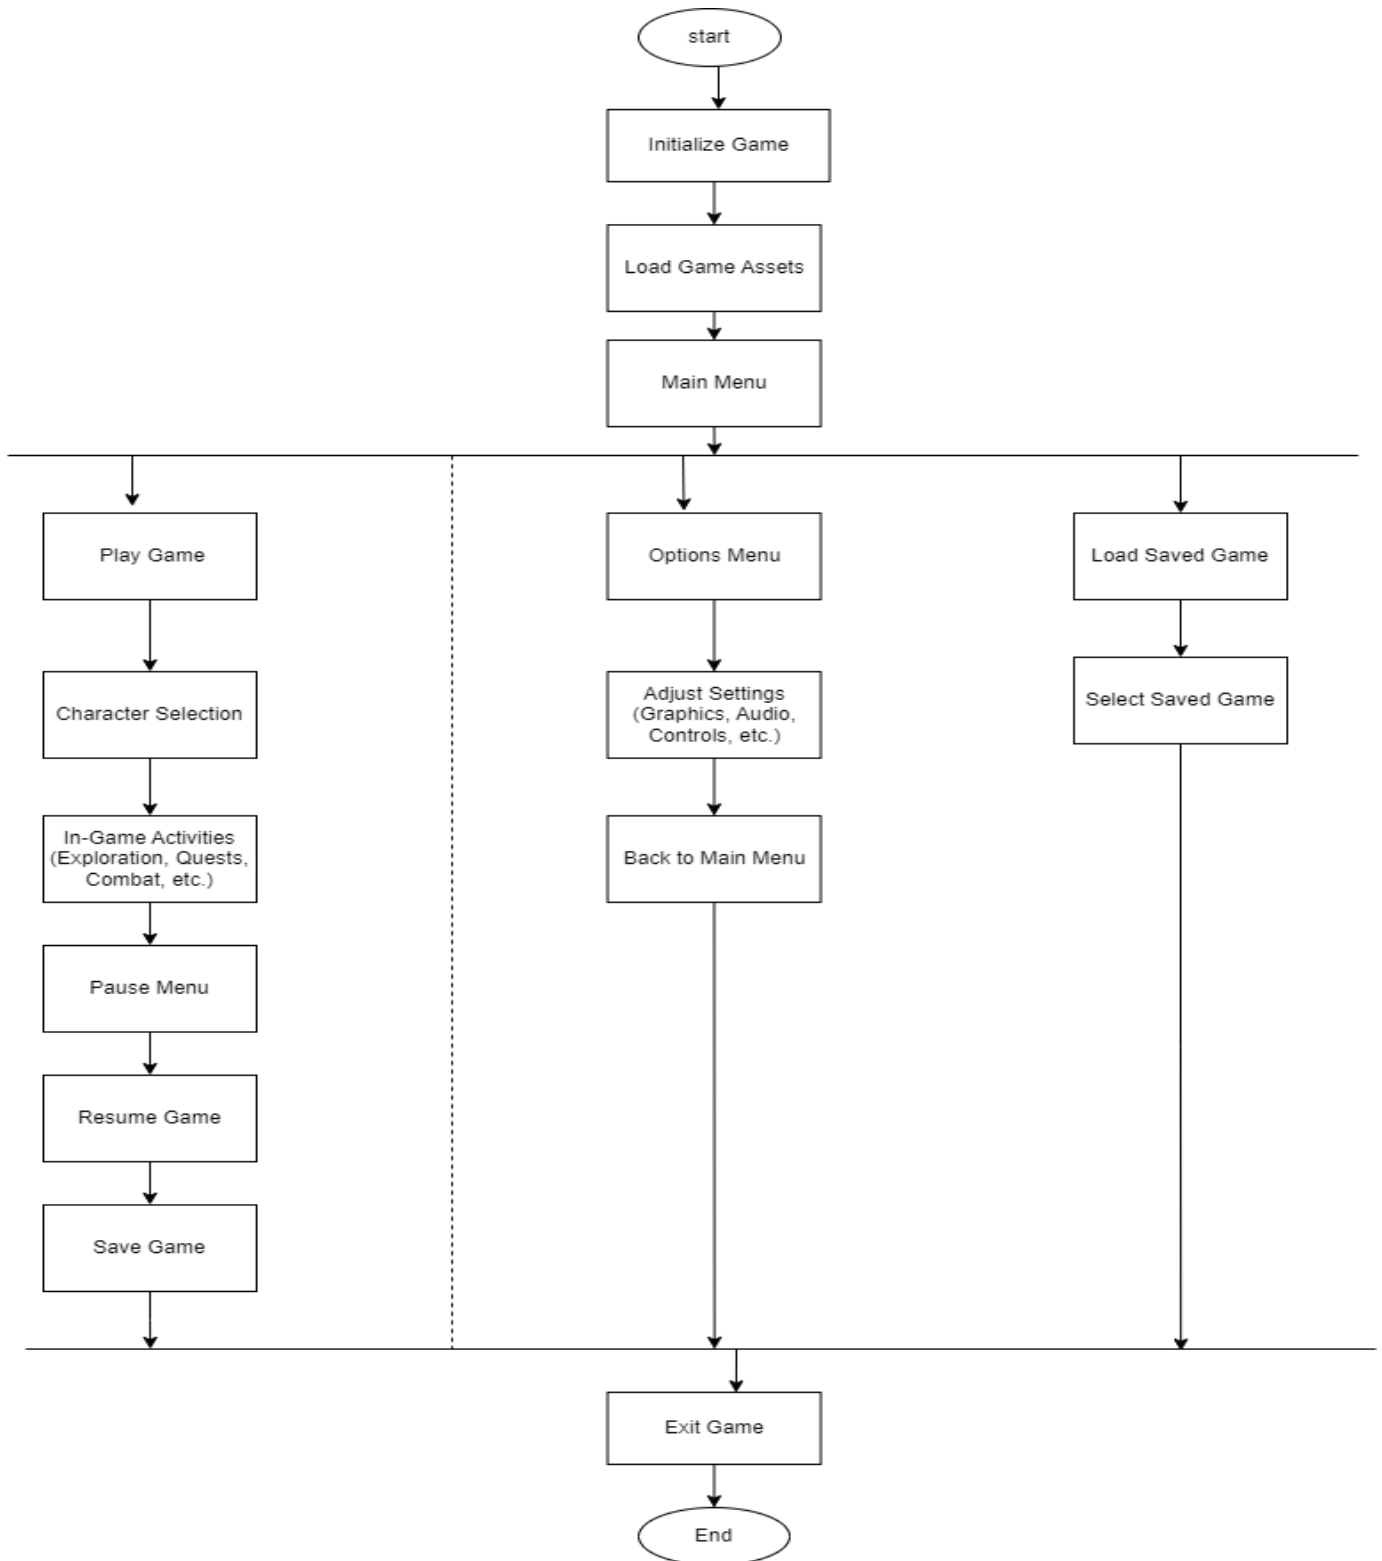 start
Initialize Game
Load Game Assets
Main Menu
Play Game
Options Menu
Load Saved Game
Character Selection
Adjust Settings
(Graphics, Audio,
Controls, etc.)
Select Saved Game
In-Game Activities
(Exploration, Quests,
Combat, etc.)
Back to Main Menu
Pause Menu
Resume Game
Save Game
Exit Game
End